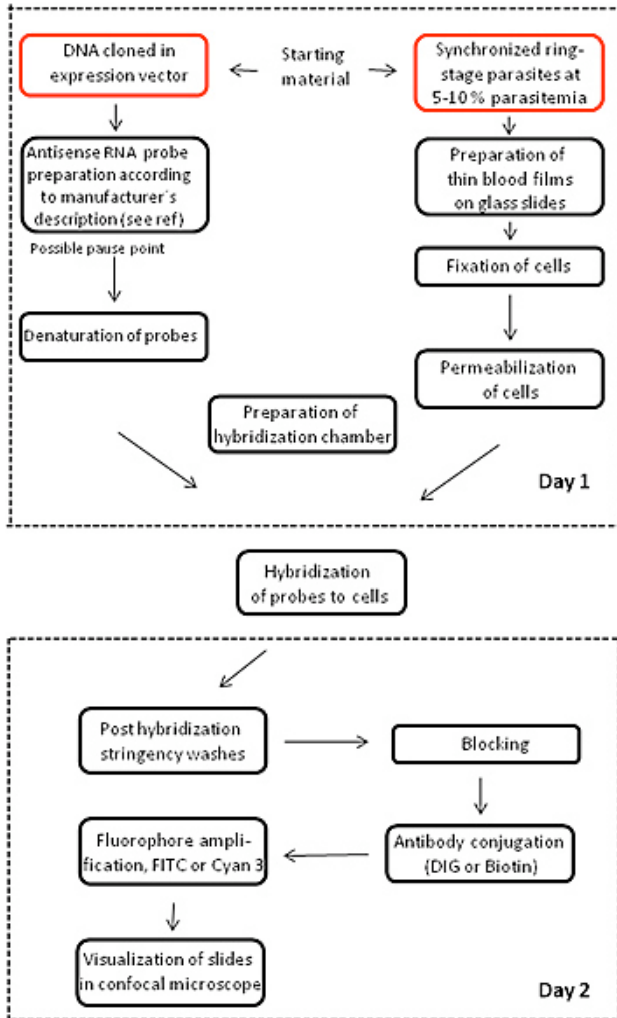 DNA cloned in
expression vector
Starting
material
Synchronized ring-
stage parasites at
5-10 % parasitemia
Antisense RNA probe
preparation according
to manufacturer´s
description (see ref)
Possible pause point
Denaturation of probes
Preparation of
thin blood films
on glass slides
Fixation of cells
Permeabilization
of cells
Preparation of
hybridization chamber
Day 1
Hybridization
of probes to cells
Post hybridization
stringency washes
Blocking
Antibody conjugation
(DIG or Biotin)
Fluorophore ampli-
fication, FITC or Cyan 3
Visualization of slides
in confocal microscope
Day 2